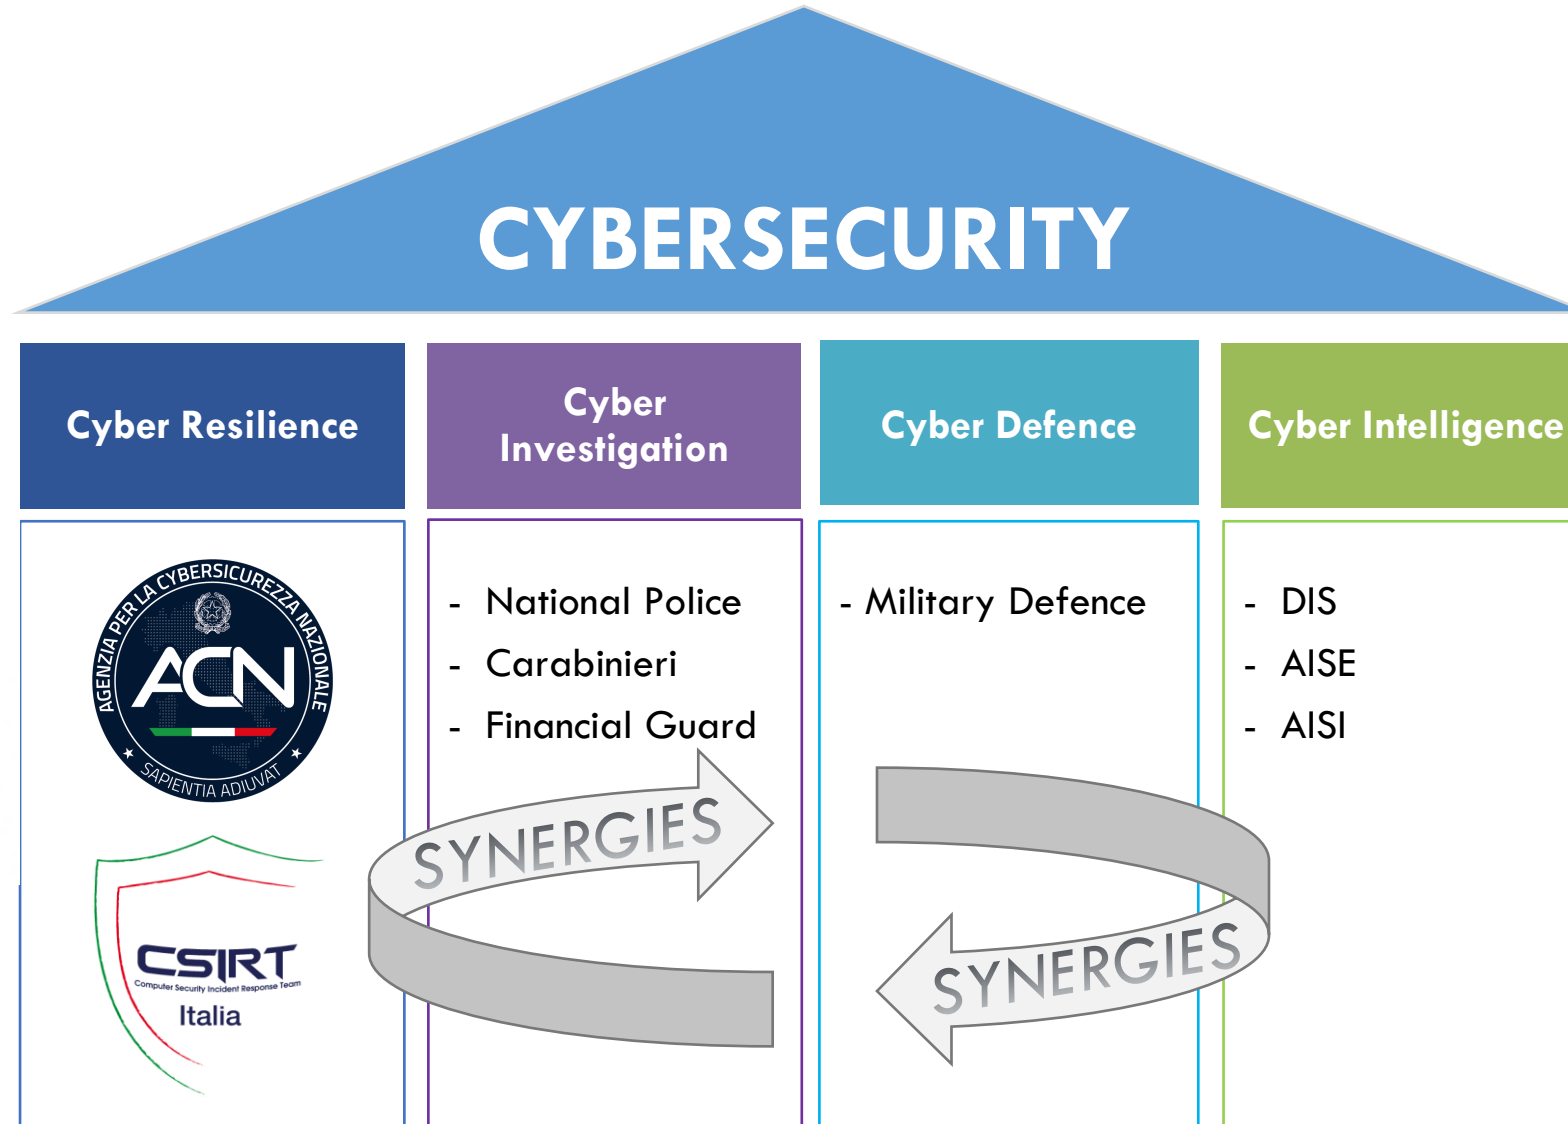 CYBERSECURITY
Cyber Resilience
Cyber
Investigation
Cyber Defence
Cyber Intelligence
AGENZIA PER LA CYBERSICUREZZA NAZIONALE
ACN
SAPIENTIA ADIUVAT
CSIRT
Computer Security Incident Response Team
Italia
- National Police
- Carabinieri
- Financial Guard
- Military Defence
- DIS
- AISE
- AISI
SYNERGIES
SYNERGIES